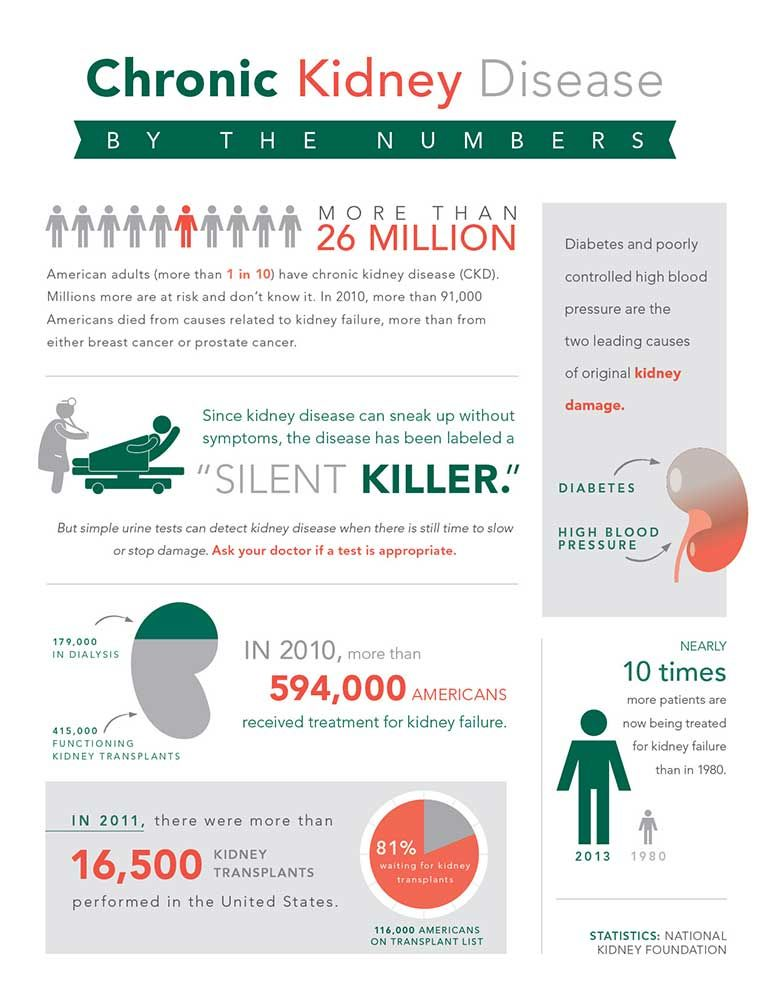 Chronic Kidney Disease
BY THE NUMBERS
MORE THAN
26 MILLION
American adults (more than 1 in 10) have chronic kidney disease (CKD).
Millions more are at risk and don't know it. In 2010, more than 91,000
Americans died from causes related to kidney failure, more than from
either breast cancer or prostate cancer.
Since kidney disease can sneak up without
symptoms, the disease has been labeled a
"SILENT KILLER."
But simple urine tests can detect kidney disease when there is still time to slow
or stop damage. Ask your doctor if a test is appropriate.
Diabetes and poorly
controlled high blood
pressure are the
two leading causes
of original kidney
damage.
DIABETES
HIGH BLOOD
PRESSURE
179,000
IN DIALYSIS
415,000
FUNCTIONING
KIDNEY TRANSPLANTS
IN 2010, more than
594,000 AMERICANS
received treatment for kidney failure.
NEARLY
10 times
more patients are
now being treated
for kidney failure
than in 1980.
2013 1980
IN 2011, there were more than
16,500 KIDNEY
TRANSPLANTS
performed in the United States.
81%
waiting for kidney
transplants
116,000 AMERICANS
ON TRANSPLANT LIST
STATISTICS: NATIONAL
KIDNEY FOUNDATION